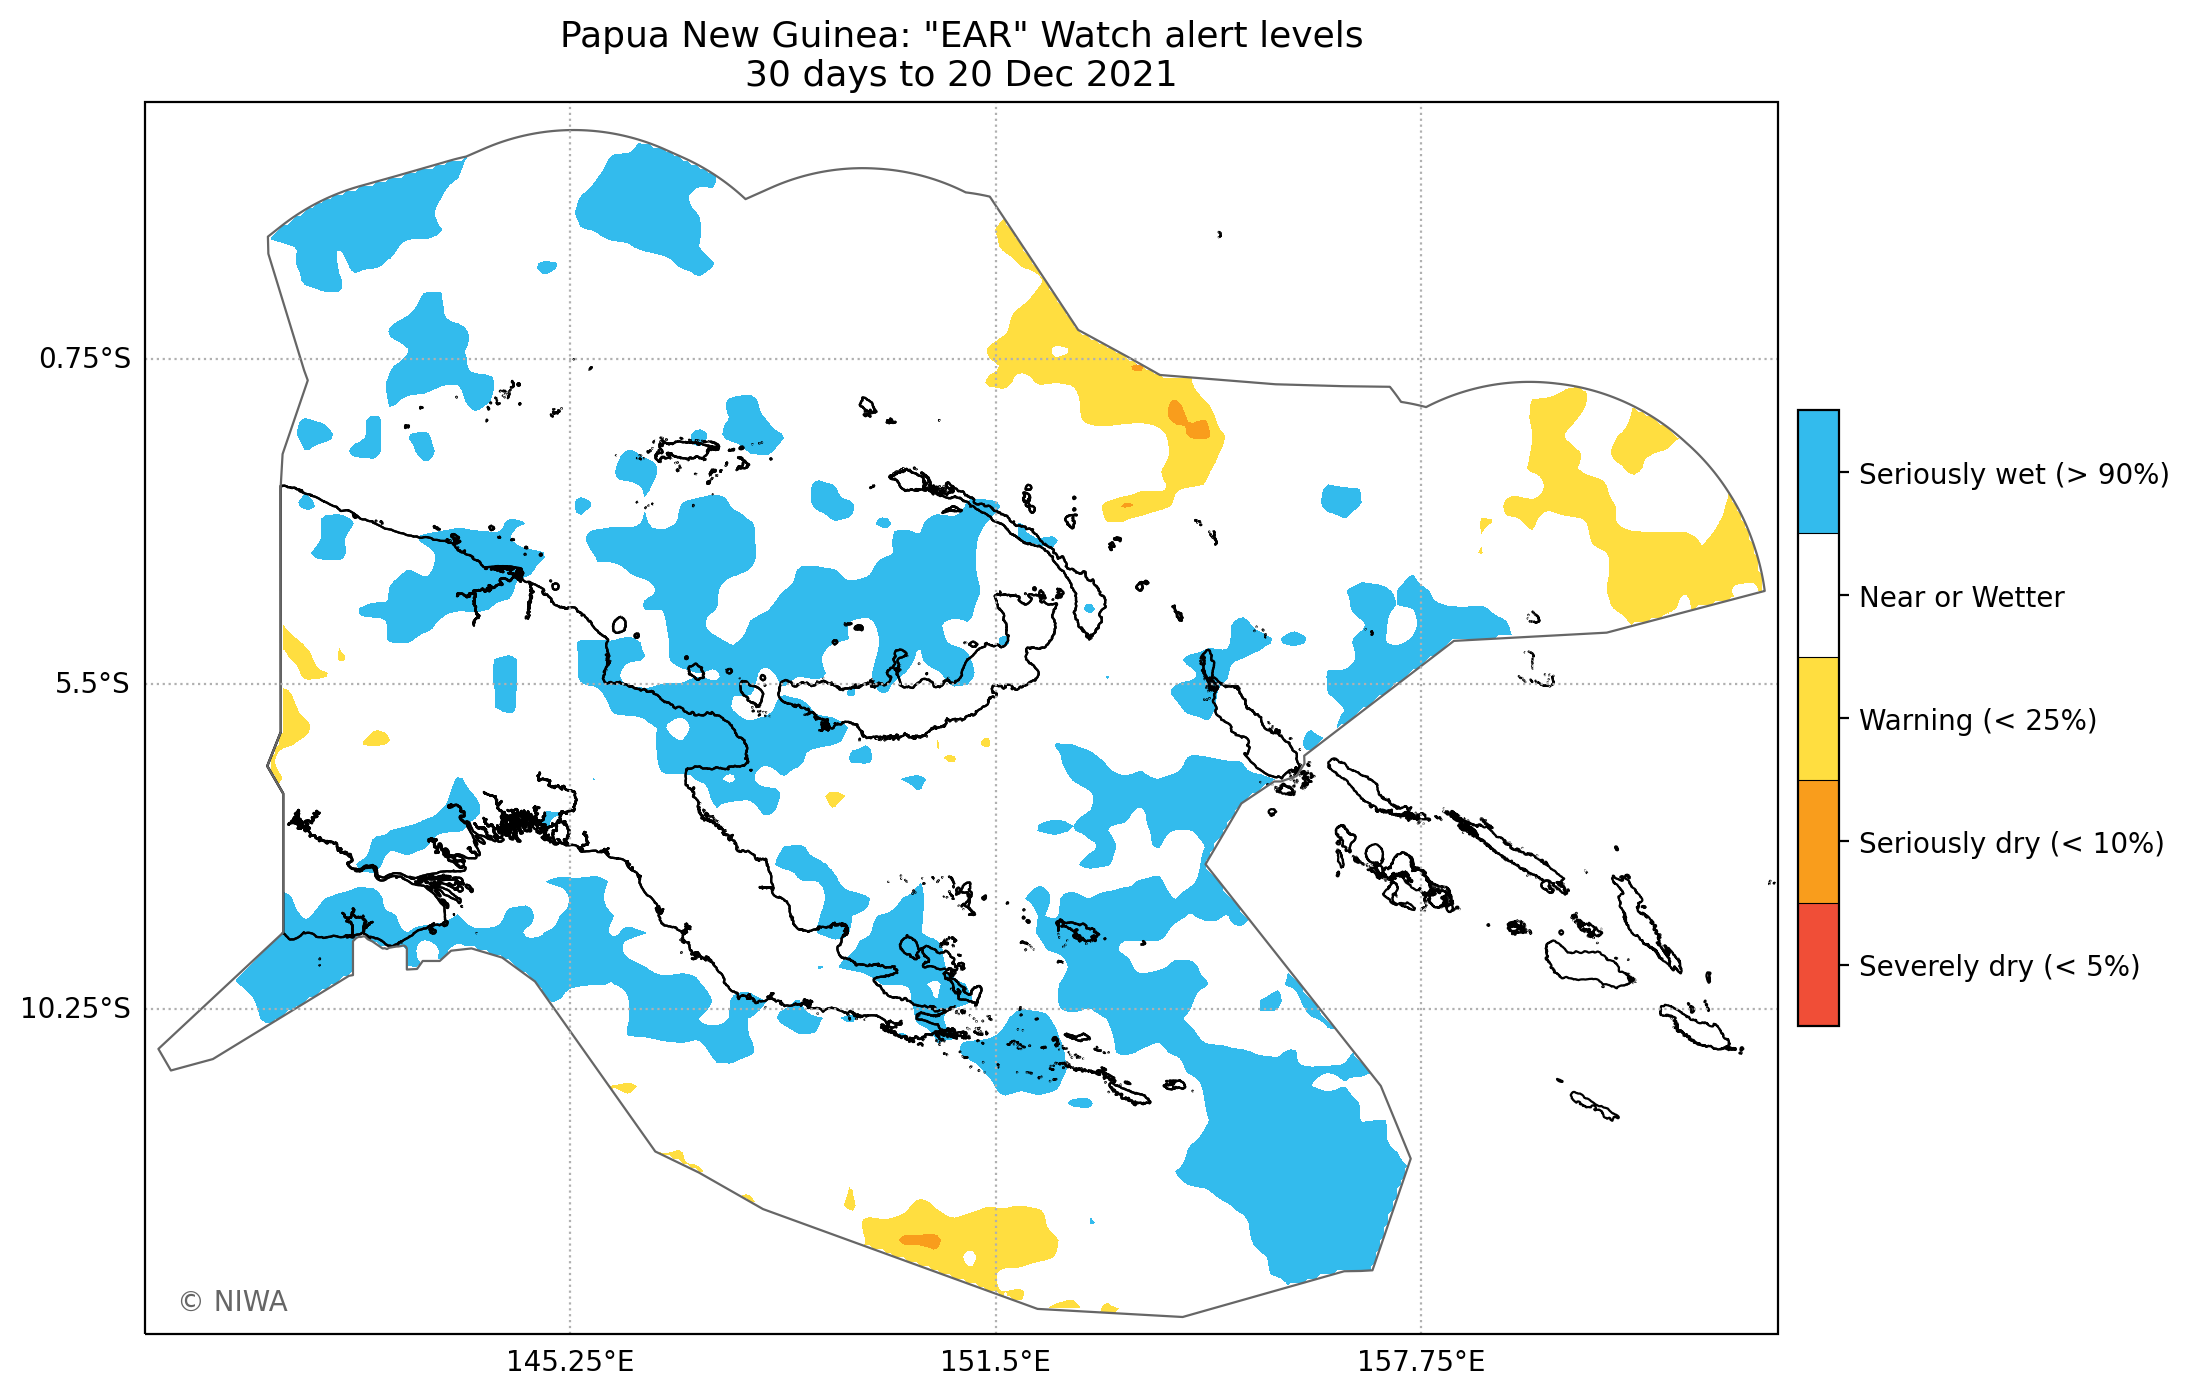 Papua New Guinea: "EAR" Watch alert levels
30 days to 20 Dec 2021
0.75°S
5.5°S
10.25°S
145.25°E
151.5°E
157.75°E
© NIWA
Seriously wet (> 90%)
Near or Wetter
Warning (< 25%)
Seriously dry (< 10%)
Severely dry (< 5%)